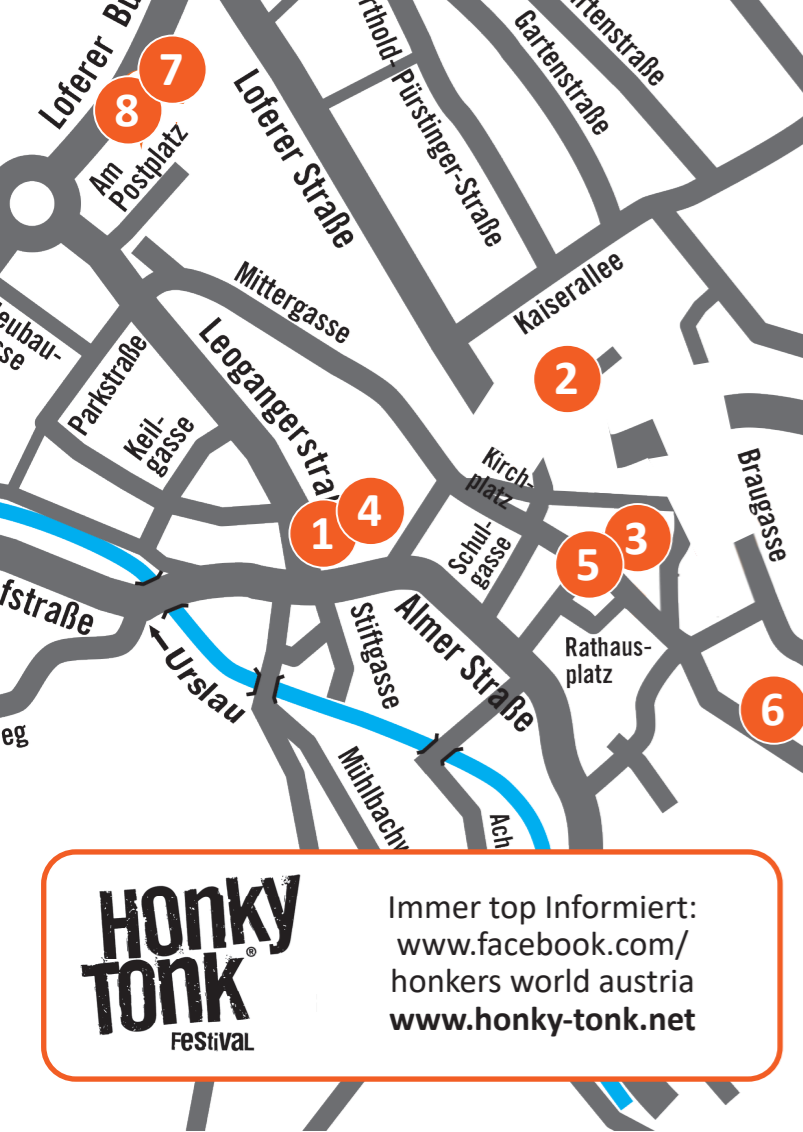 Loferer Bu
7
8
Am
Postplatz
Loferer Straße
rthold-Pürstinger-Straße
Gartenstraße
rtenstraße
Kaiserallee
Mittergasse
eubau-
sse
Parkstraße
Keil-
gasse
Leogangerstraß
2
Kirch-
platz
Braugasse
1
4
Schul-
gasse
3
5
fstraße
Urslau
Stiftgasse
Almer Straße
Rathaus-
platz
6
eg
Mühlbachw
Ach
HONKY
TONK®
FESTIVAL
Immer top Informiert:
www.facebook.com/
honkers world austria
www.honky-tonk.net